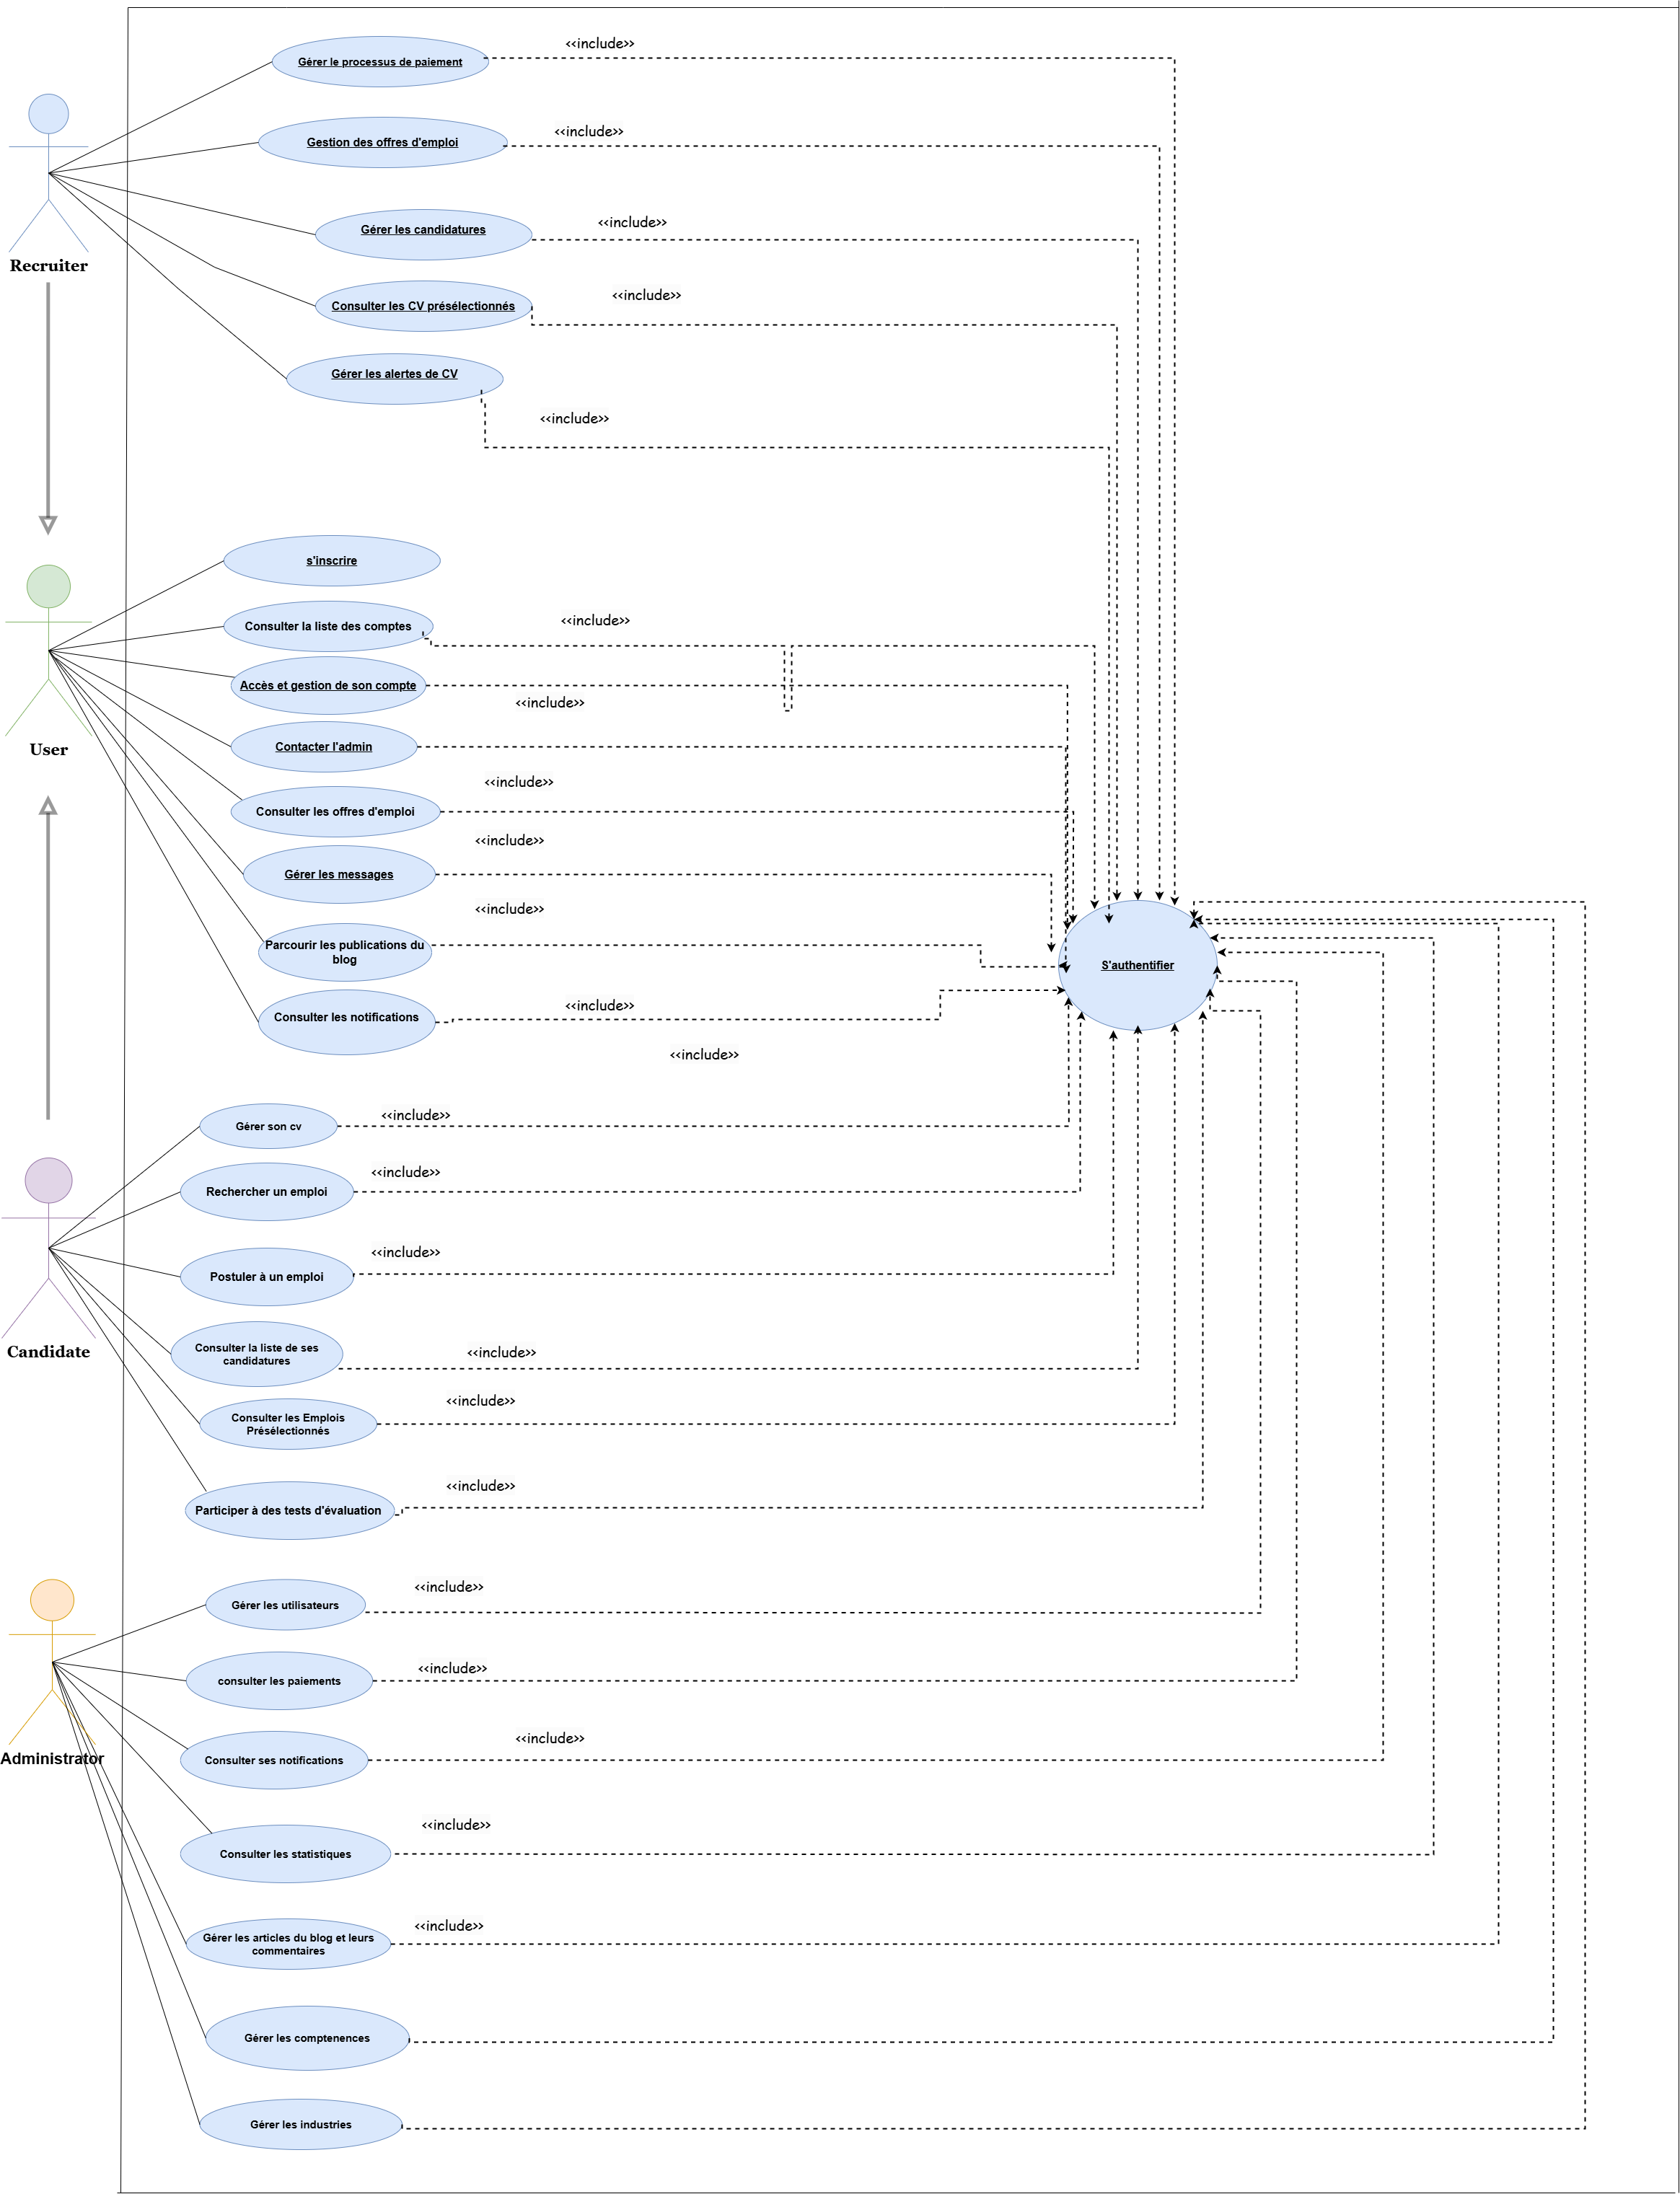 <<include>>
Gérer le processus de paiement
<<include>>
Gestion des offres d'emploi
<<include>>
Gérer les candidatures
Recruiter
<<include>>
Consulter les CV présélectionnés
Gérer les alertes de CV
<<include>>
s'inscrire
<<include>>
Consulter la liste des comptes
Accès et gestion de son compte
<<include>>
User
Contacter l'admin
<<include>>
Consulter les offres d'emploi
<<include>>
Gérer les messages
<<include>>
Parcourir les publications du
blog
S'authentifier
<<include>>
Consulter les notifications
<<include>>
<<include>>
Gérer son cv
<<include>>
Rechercher un emploi
<<include>>
Postuler à un emploi
Candidate
Consulter la liste de ses
candidatures
<<include>>
<<include>>
Consulter les Emplois
Présélectionnés
<<include>>
Participer à des tests d'évaluation
<<include>>
Gérer les utilisateurs
<<include>>
consulter les paiements
<<include>>
Administrator
Consulter ses notifications
<<include>>
Consulter les statistiques
<<include>>
Gérer les articles du blog et leurs
commentaires
Gérer les comptenences
Gérer les industries